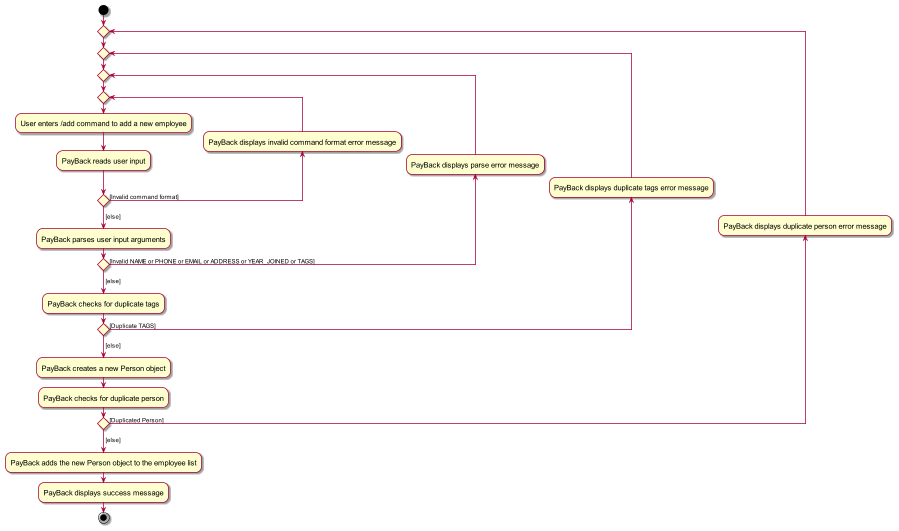 User enters /add command to add a new employee
PayBack displays invalid command format error message
PayBack reads user input
PayBack displays parse error message
PayBack displays duplicate tags error message
[Invalid command format]
[else]
PayBack displays duplicate person error message
PayBack parses user input arguments
[Invalid NAME or PHONE or EMAIL or ADDRESS or YEAR_JOINED or TAGS]
[else]
PayBack checks for duplicate tags
[Duplicate TAGS]
[else]
PayBack creates a new Person object
PayBack checks for duplicate person
[Duplicated Person]
[else]
PayBack adds the new Person object to the employee list
PayBack displays success message